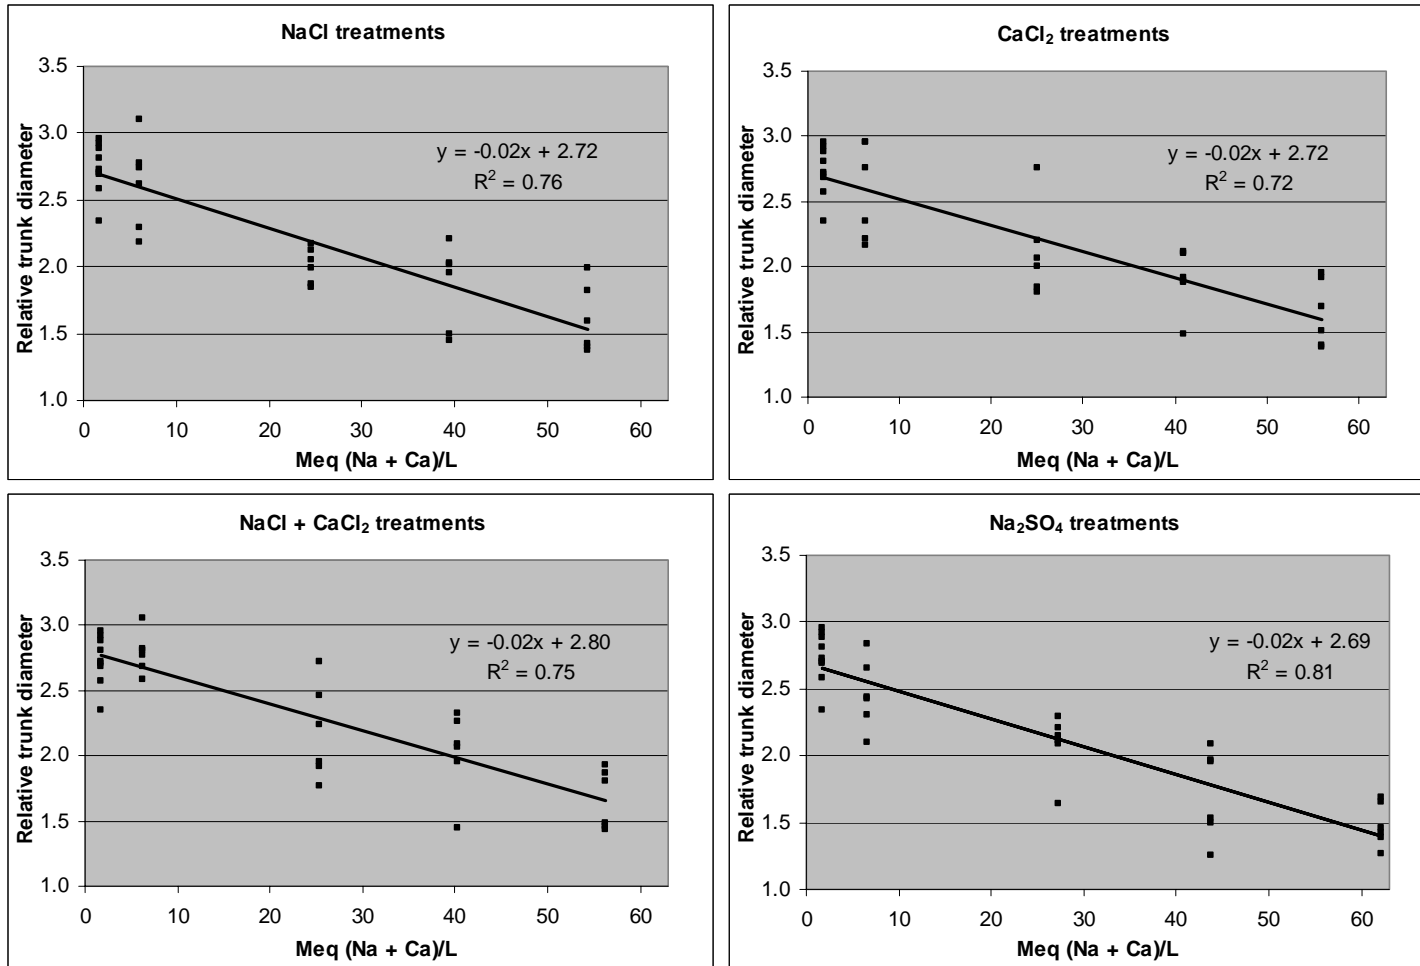 NaCl treatments
3.5
3.0
2.5
2.0
1.5
1.0
Relative trunk diameter
y = -0.02x + 2.72
R² = 0.76
0 10 20 30 40 50 60
Meq (Na + Ca)/L
CaCl₂ treatments
3.5
3.0
2.5
2.0
1.5
1.0
Relative trunk diameter
y = -0.02x + 2.72
R² = 0.72
0 10 20 30 40 50 60
Meq (Na + Ca)/L
NaCl + CaCl₂ treatments
3.5
3.0
2.5
2.0
1.5
1.0
Relative trunk diameter
y = -0.02x + 2.80
R² = 0.75
0 10 20 30 40 50 60
Meq (Na + Ca)/L
Na₂SO₄ treatments
3.5
3.0
2.5
2.0
1.5
1.0
Relative trunk diameter
y = -0.02x + 2.69
R² = 0.81
0 10 20 30 40 50 60
Meq (Na + Ca)/L